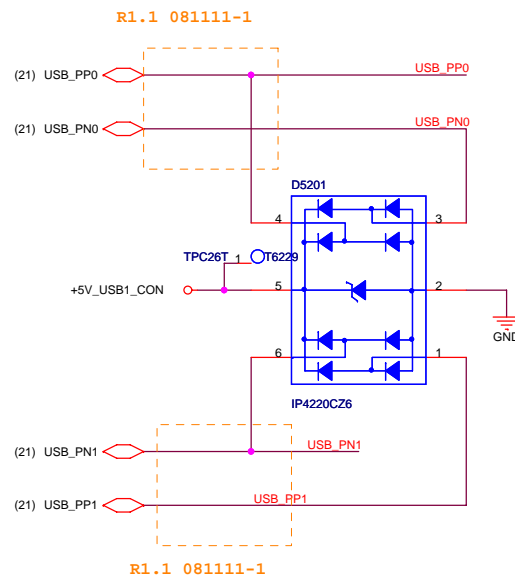 R1.1 081111-1
(21) USB_PP0
USB_PP0
(21) USB_PN0
USB_PN0
D5201
4
3
TPC26T
1
T6229
+5V_USB1_CON
5
2
GND
6
1
IP4220CZ6
(21) USB_PN1
USB_PN1
(21) USB_PP1
USB_PP1
R1.1 081111-1